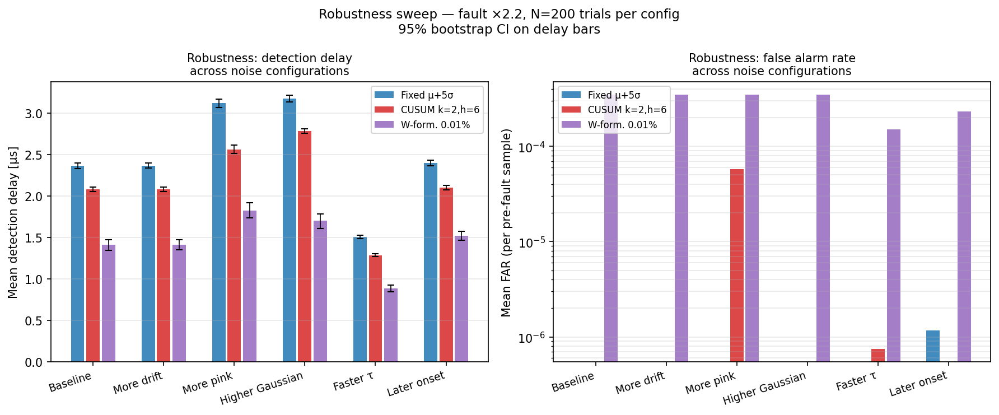 Robustness sweep — fault ×2.2, N=200 trials per config
95% bootstrap CI on delay bars
Robustness: detection delay
across noise configurations
Mean detection delay [µs]
3.0
2.5
2.0
1.5
1.0
0.5
0.0
Fixed µ+5σ
CUSUM k=2,h=6
W-form. 0.01%
Baseline
More drift
More pink
Higher Gaussian
Faster τ
Later onset
Robustness: false alarm rate
across noise configurations
Mean FAR (per pre-fault sample)
10⁻⁴
10⁻⁵
10⁻⁶
Fixed µ+5σ
CUSUM k=2,h=6
W-form. 0.01%
Baseline
More drift
More pink
Higher Gaussian
Faster τ
Later onset